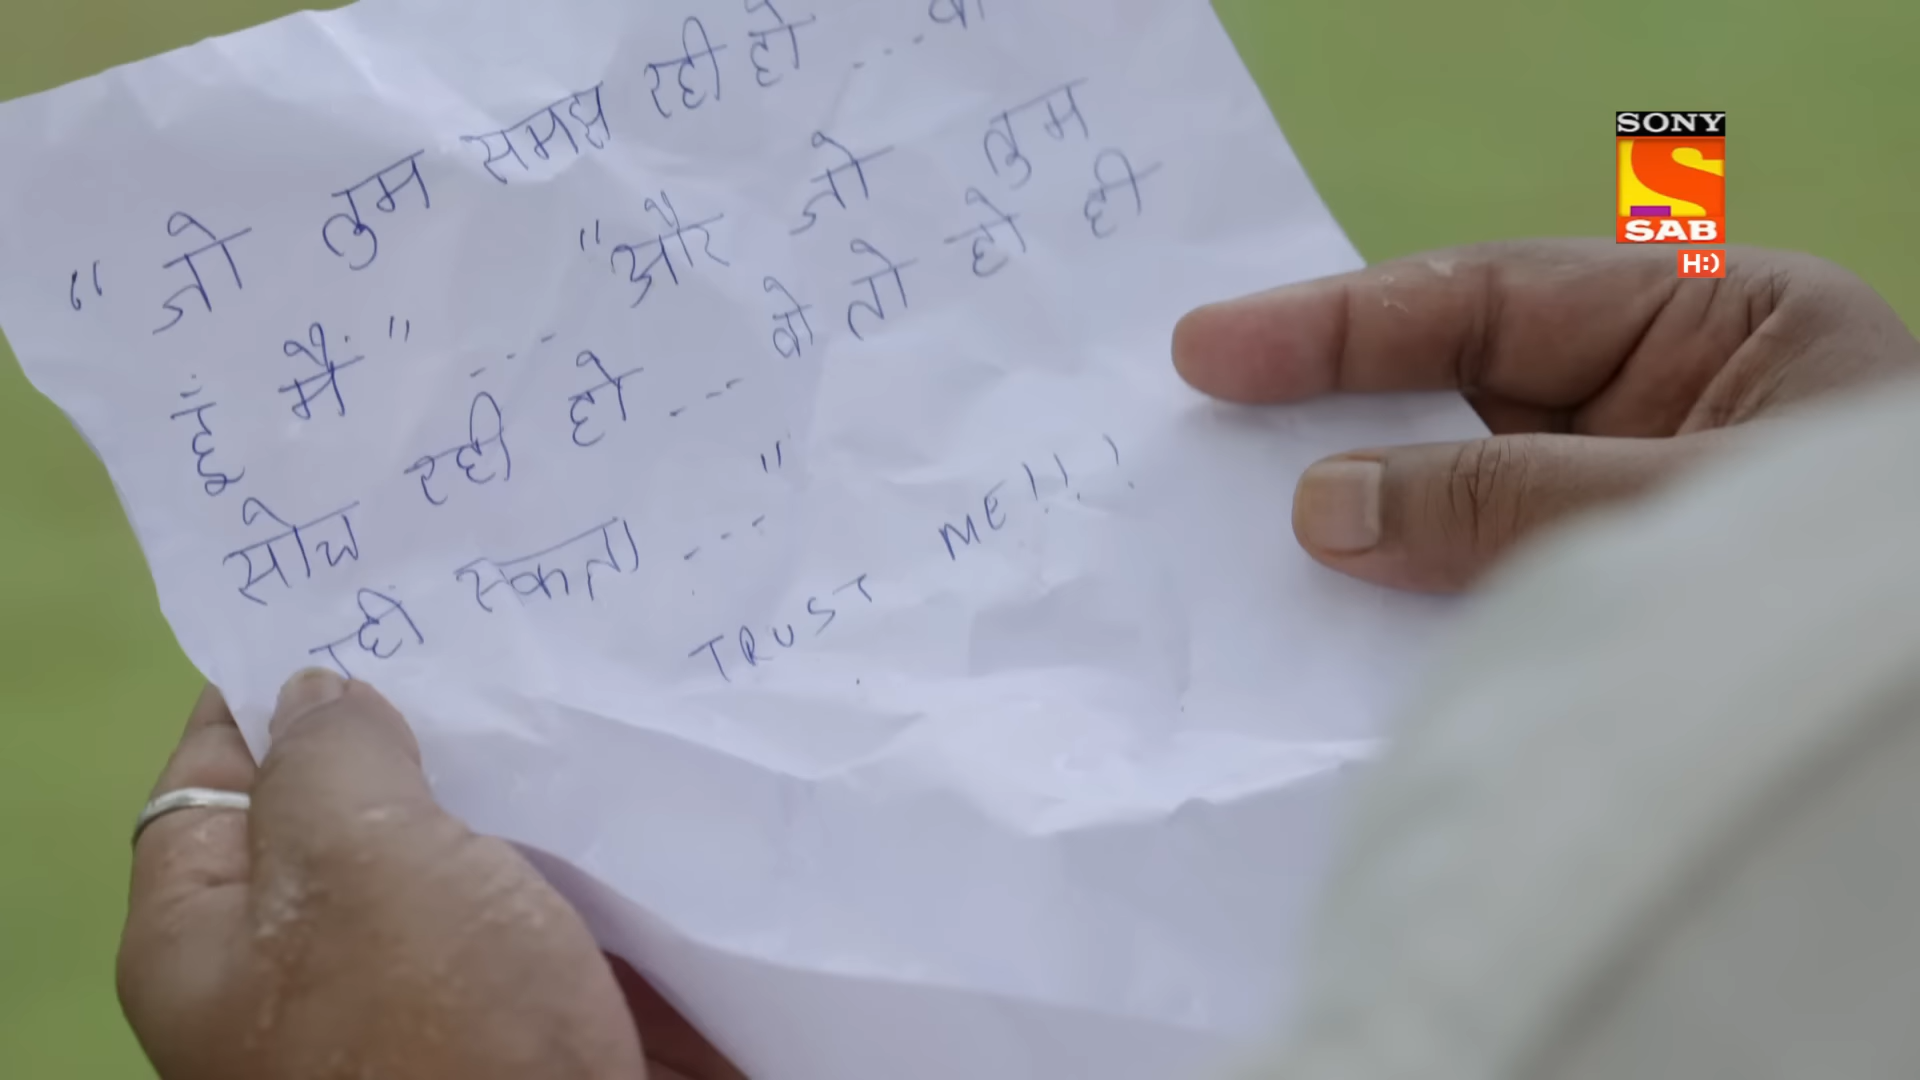 "जो तुम समझ रही हो ... वो
हूँ मैं" ... "और जो तुम
सोच रही हो ... वो तो हो ही
नहीं सकता ..."
TRUST ME!!!
SONY
SAB
H:)